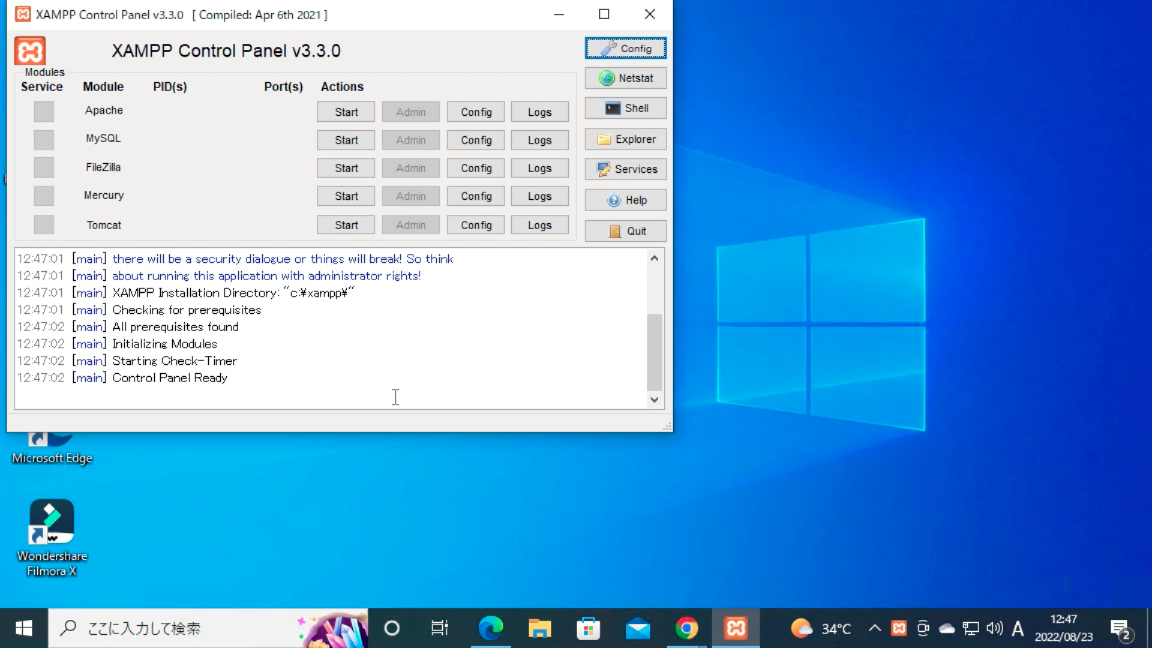 XAMPP Control Panel v3.3.0 [ Compiled: Apr 6th 2021 ]
XAMPP Control Panel v3.3.0
Config
Modules
Service Module PID(s) Port(s) Actions
Netstat
Apache Start Admin Config Logs
Shell
MySQL Start Admin Config Logs
Explorer
FileZilla Start Admin Config Logs
Services
Mercury Start Admin Config Logs
Help
Tomcat Start Admin Config Logs
Quit
12:47:01 [main] there will be a security dialogue or things will break! So think
12:47:01 [main] about running this application with administrator rights!
12:47:01 [main] XAMPP Installation Directory: "c:¥xampp¥"
12:47:01 [main] Checking for prerequisites
12:47:02 [main] All prerequisites found
12:47:02 [main] Initializing Modules
12:47:02 [main] Starting Check-Timer
12:47:02 [main] Control Panel Ready
Microsoft Edge
Wondershare
Filmora X
ここに入力して検索
34°C
A
12:47
2022/08/23
2